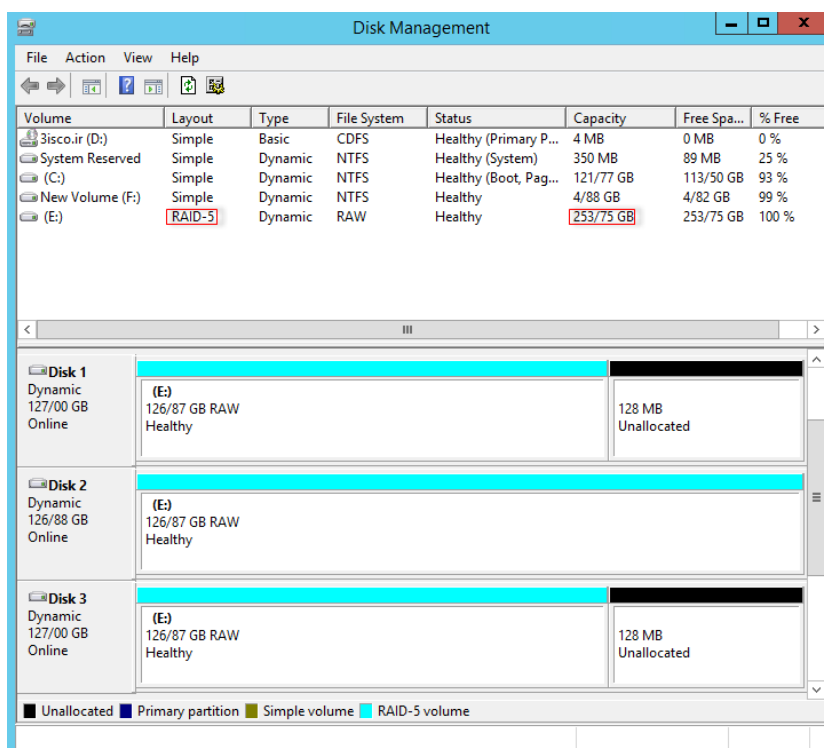 Disk Management
File Action View Help
Volume Layout Type File System Status Capacity Free Spa... % Free
3isco.ir (D:) Simple Basic CDFS Healthy (Primary P... 4 MB 0 MB 0 %
System Reserved Simple Dynamic NTFS Healthy (System) 350 MB 89 MB 25 %
(C:) Simple Dynamic NTFS Healthy (Boot, Pag... 121/77 GB 113/50 GB 93 %
New Volume (F:) Simple Dynamic NTFS Healthy 4/88 GB 4/82 GB 99 %
(E:) RAID-5 Dynamic RAW Healthy 253/75 GB 253/75 GB 100 %
Disk 1
Dynamic
127/00 GB
Online
(E:)
126/87 GB RAW
Healthy
128 MB
Unallocated
Disk 2
Dynamic
126/88 GB
Online
(E:)
126/87 GB RAW
Healthy
Disk 3
Dynamic
127/00 GB
Online
(E:)
126/87 GB RAW
Healthy
128 MB
Unallocated
Unallocated Primary partition Simple volume RAID-5 volume